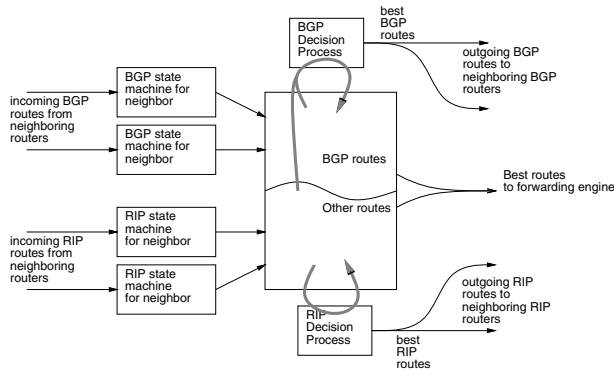 best
BGP
routes
BGP
Decision
Process
outgoing BGP
routes to
neighboring BGP
routers
BGP state
machine for
neighbor
incoming BGP
routes from
neighboring
routers
BGP state
machine for
neighbor
BGP routes
Best routes
to forwarding engine
Other routes
RIP state
machine
for neighbor
incoming RIP
routes from
neighboring
routers
RIP state
machine
for neighbor
outgoing RIP
routes to
neighboring RIP
routers
RIP
Decision
Process
best
RIP
routes